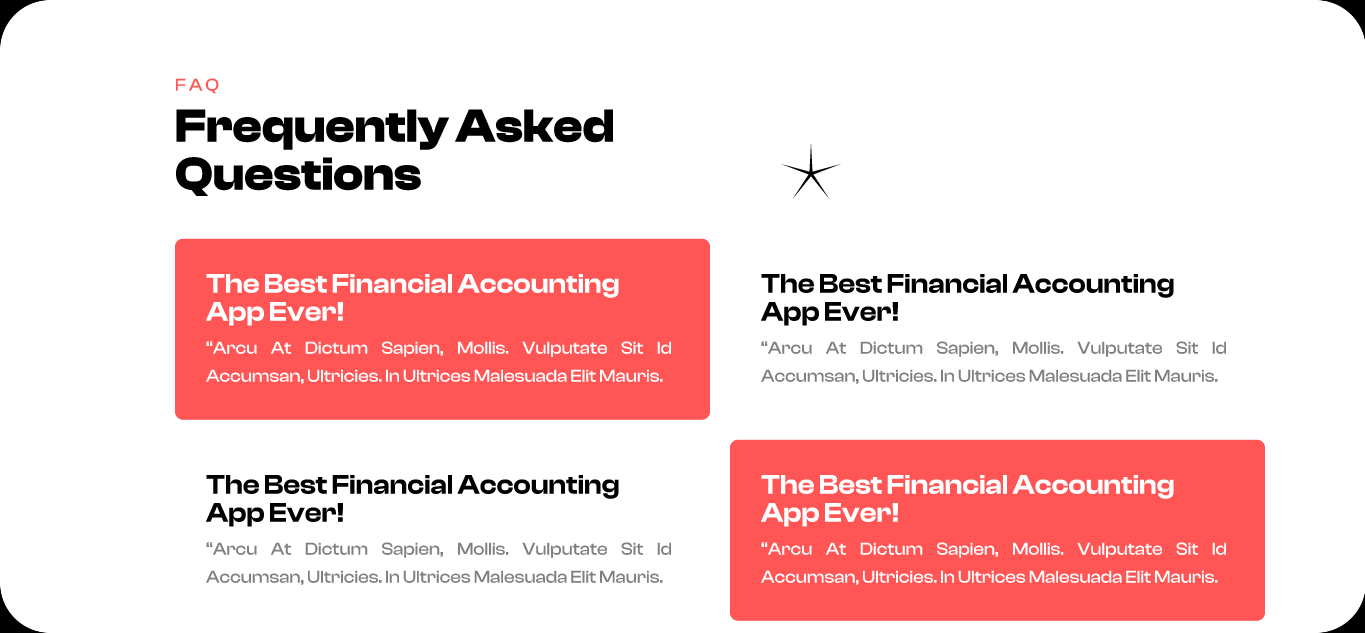 FAQ
Frequently Asked
Questions
The Best Financial Accounting
App Ever!
“Arcu At Dictum Sapien, Mollis. Vulputate Sit Id
Accumsan, Ultricies. In Ultrices Malesuada Elit Mauris.
The Best Financial Accounting
App Ever!
“Arcu At Dictum Sapien, Mollis. Vulputate Sit Id
Accumsan, Ultricies. In Ultrices Malesuada Elit Mauris.
The Best Financial Accounting
App Ever!
“Arcu At Dictum Sapien, Mollis. Vulputate Sit Id
Accumsan, Ultricies. In Ultrices Malesuada Elit Mauris.
The Best Financial Accounting
App Ever!
“Arcu At Dictum Sapien, Mollis. Vulputate Sit Id
Accumsan, Ultricies. In Ultrices Malesuada Elit Mauris.